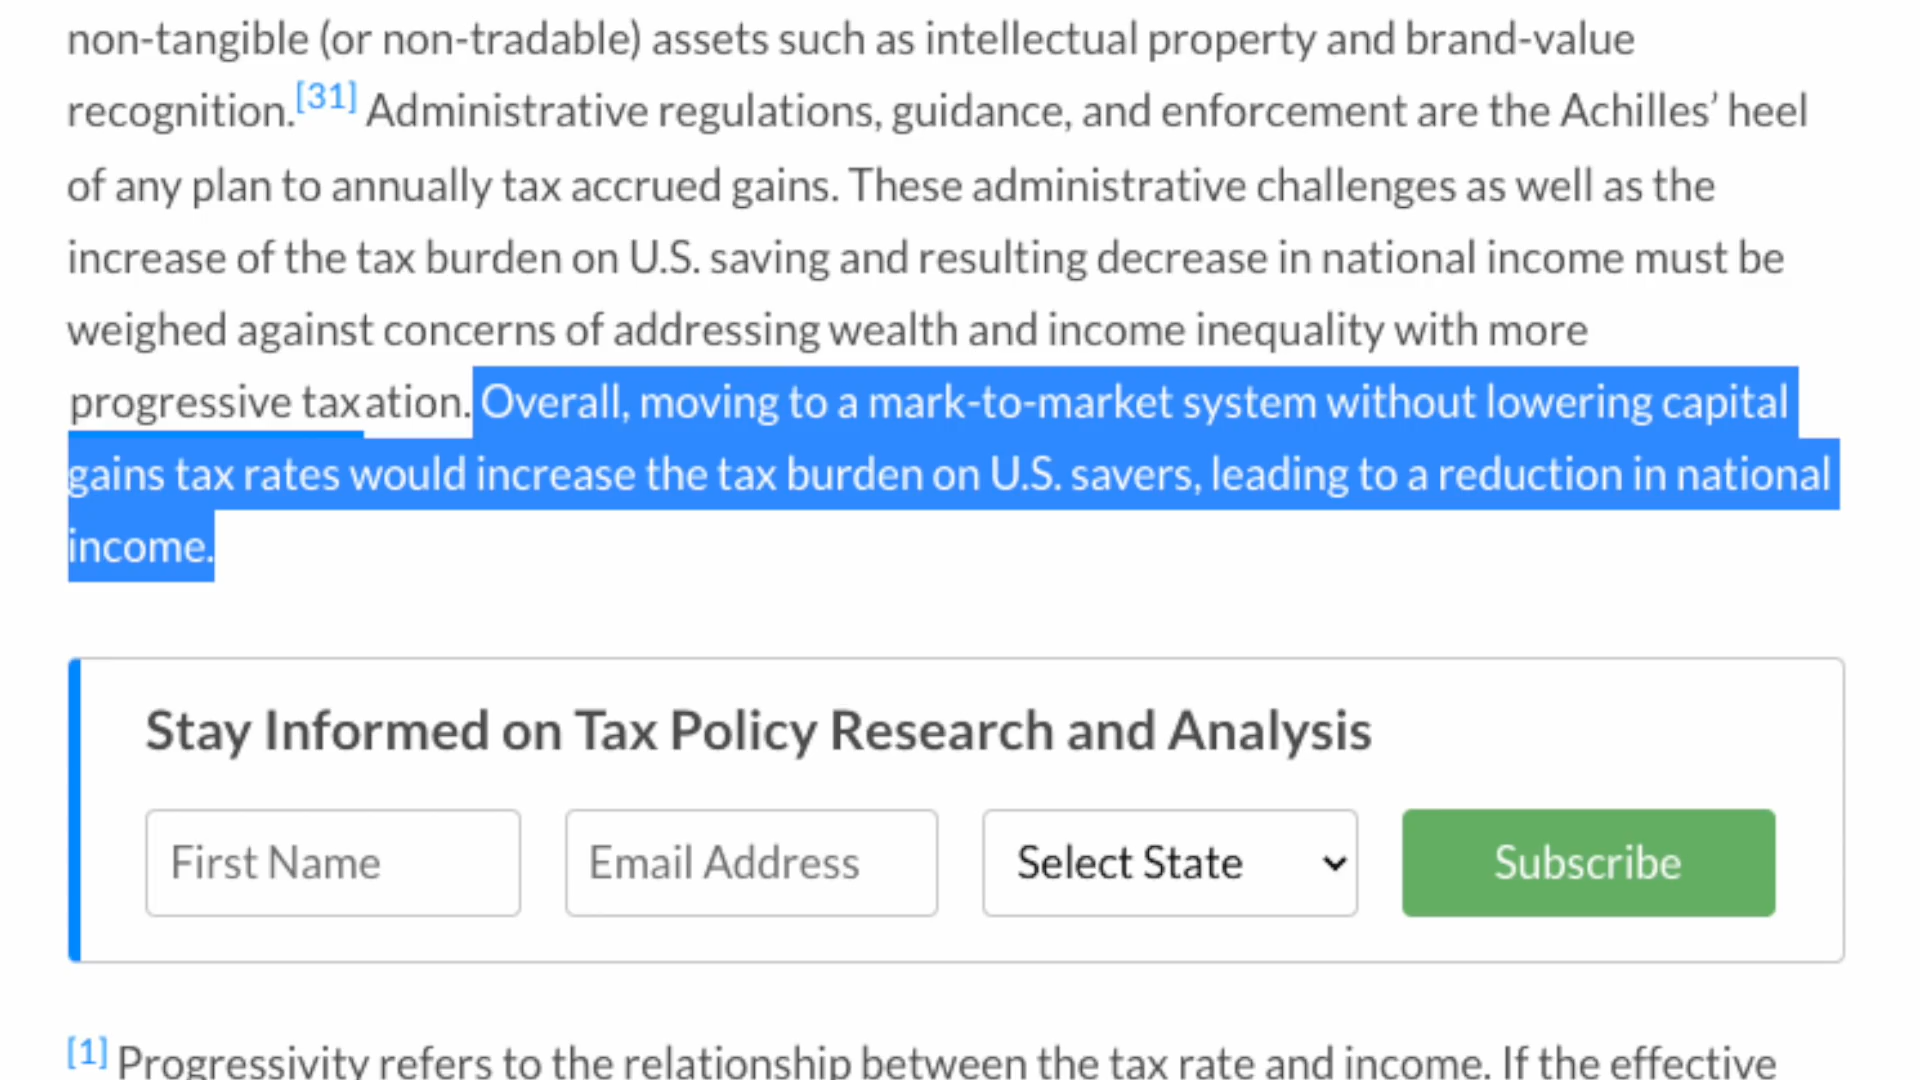 non-tangible (or non-tradable) assets such as intellectual property and brand-value
recognition.[31] Administrative regulations, guidance, and enforcement are the Achilles’ heel
of any plan to annually tax accrued gains. These administrative challenges as well as the
increase of the tax burden on U.S. saving and resulting decrease in national income must be
weighed against concerns of addressing wealth and income inequality with more
progressive taxation. Overall, moving to a mark-to-market system without lowering capital
gains tax rates would increase the tax burden on U.S. savers, leading to a reduction in national
income.
Stay Informed on Tax Policy Research and Analysis
First Name Email Address Select State Subscribe
[1] Progressivity refers to the relationship between the tax rate and income. If the effective